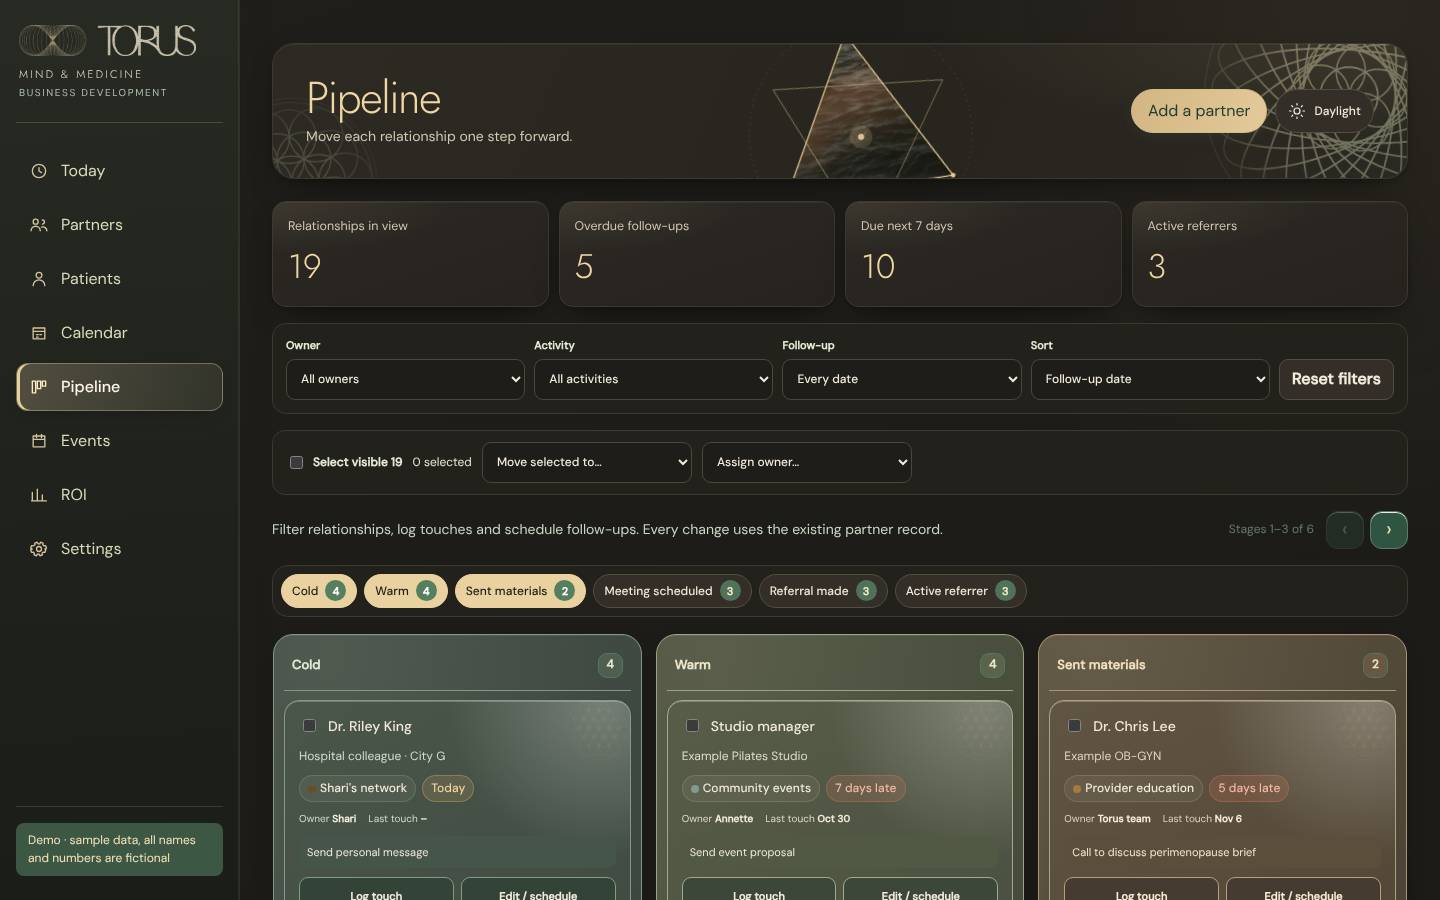 TORUS
MIND & MEDICINE
BUSINESS DEVELOPMENT
Today
Partners
Patients
Calendar
Pipeline
Events
ROI
Settings
Demo · sample data, all names
and numbers are fictional
Pipeline
Move each relationship one step forward.
Add a partner
Daylight
Relationships in view
19
Overdue follow-ups
5
Due next 7 days
10
Active referrers
3
Owner
All owners
Activity
All activities
Follow-up
Every date
Sort
Follow-up date
Reset filters
Select visible 19 0 selected
Move selected to...
Assign owner...
Filter relationships, log touches and schedule follow-ups. Every change uses the existing partner record.
Stages 1–3 of 6
‹
›
Cold 4
Warm 4
Sent materials 2
Meeting scheduled 3
Referral made 3
Active referrer 3
Cold 4
Dr. Riley King
Hospital colleague · City G
Shari's network Today
Owner Shari Last touch –
Send personal message
Log touch Edit / schedule
Warm 4
Studio manager
Example Pilates Studio
Community events 7 days late
Owner Annette Last touch Oct 30
Send event proposal
Log touch Edit / schedule
Sent materials 2
Dr. Chris Lee
Example OB-GYN
Provider education 5 days late
Owner Torus team Last touch Nov 6
Call to discuss perimenopause brief
Log touch Edit / schedule